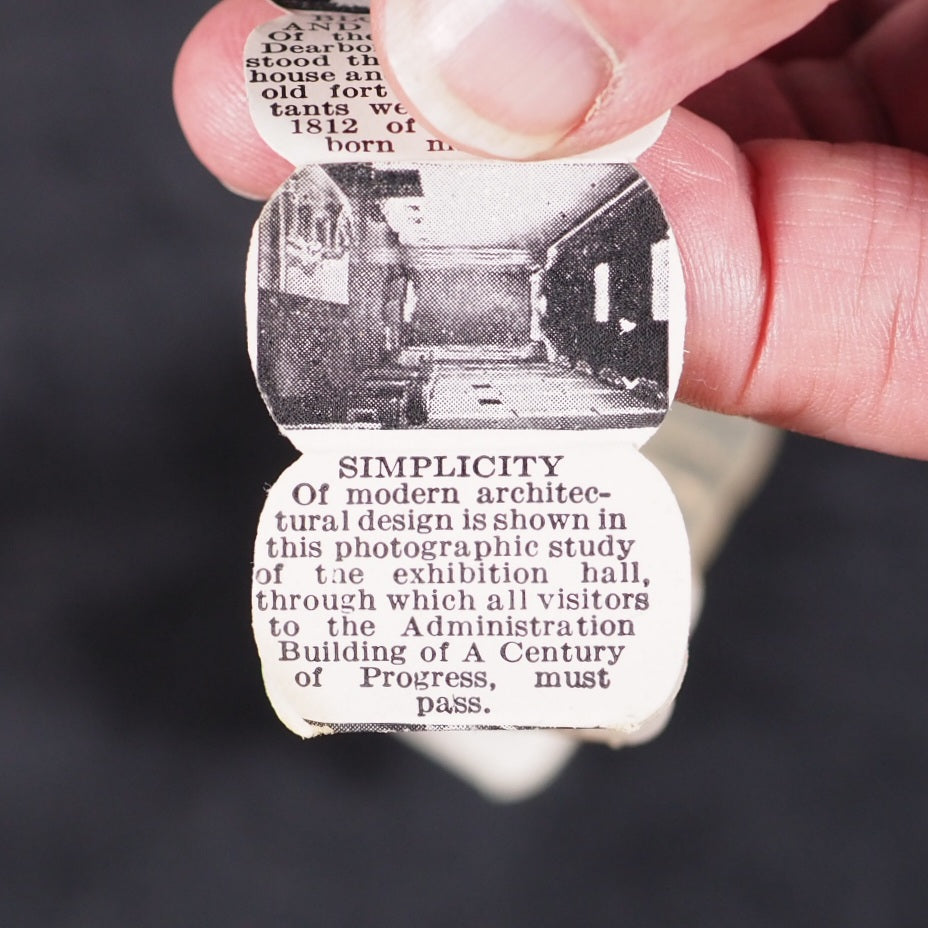 AND
Of the
stood th
house an
old fort
tants we
1812 of
born
SIMPLICITY
Of modern architec-
tural design is shown in
this photographic study
of the exhibition hall,
through which all visitors
to the Administration
Building of A Century
of Progress, must
pass.